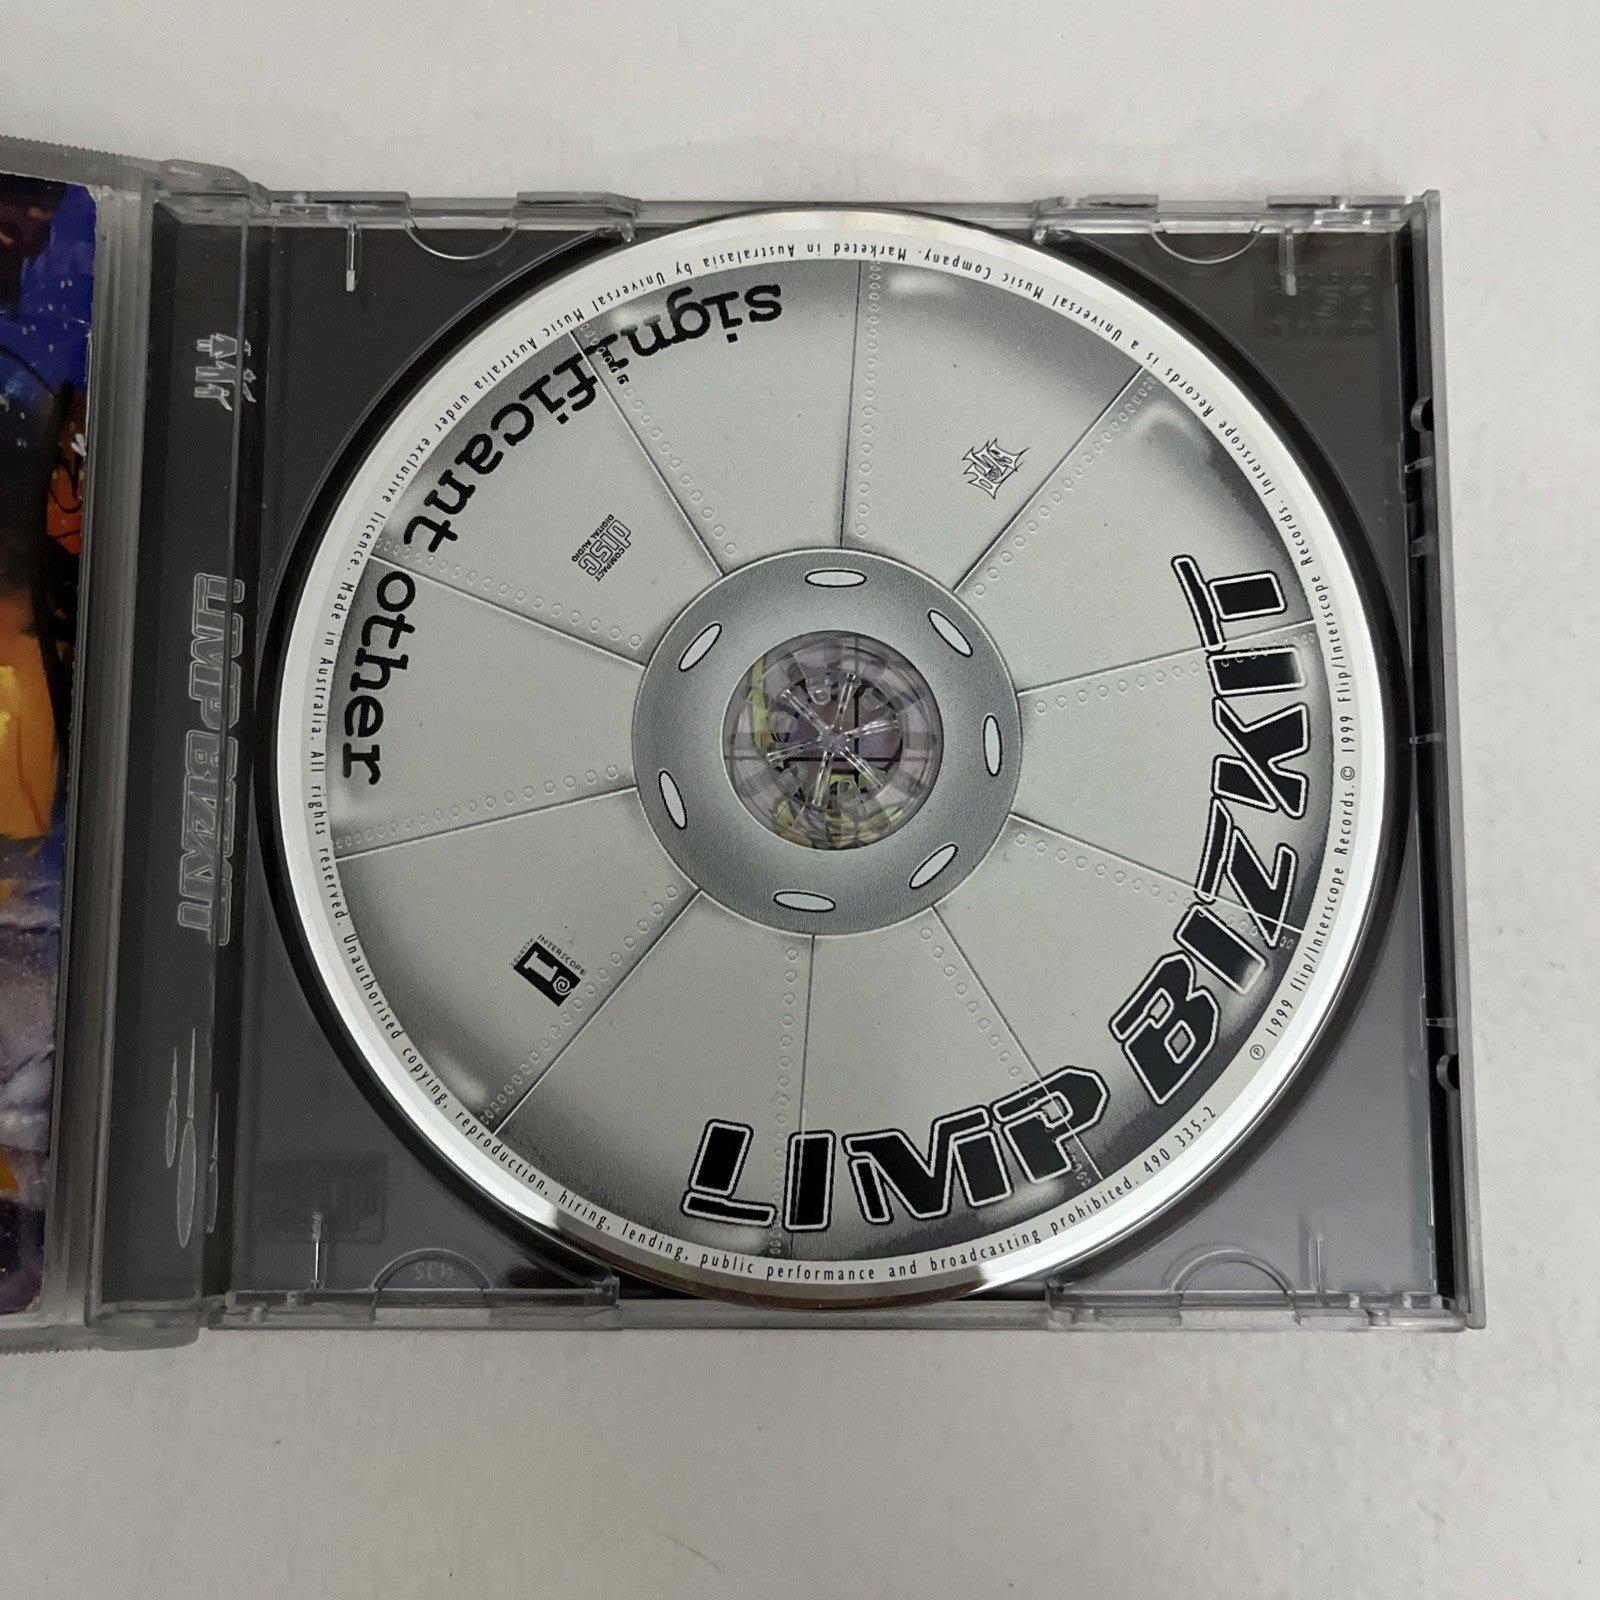 LIMP BIZKIT
significant other
COMPACT
disc
DIGITAL AUDIO
INTERSCOPE
flip
LIMP BIZKIT
℗ 1999 flip/Interscope Records. © 1999 Flip/Interscope Records. Interscope Records is a Universal Music Company. Marketed in Australasia by Universal Music Australia under exclusive licence. Made in Australia. All rights reserved. Unauthorised copying, reproduction, hiring, lending, public performance and broadcasting prohibited. 490 335-2